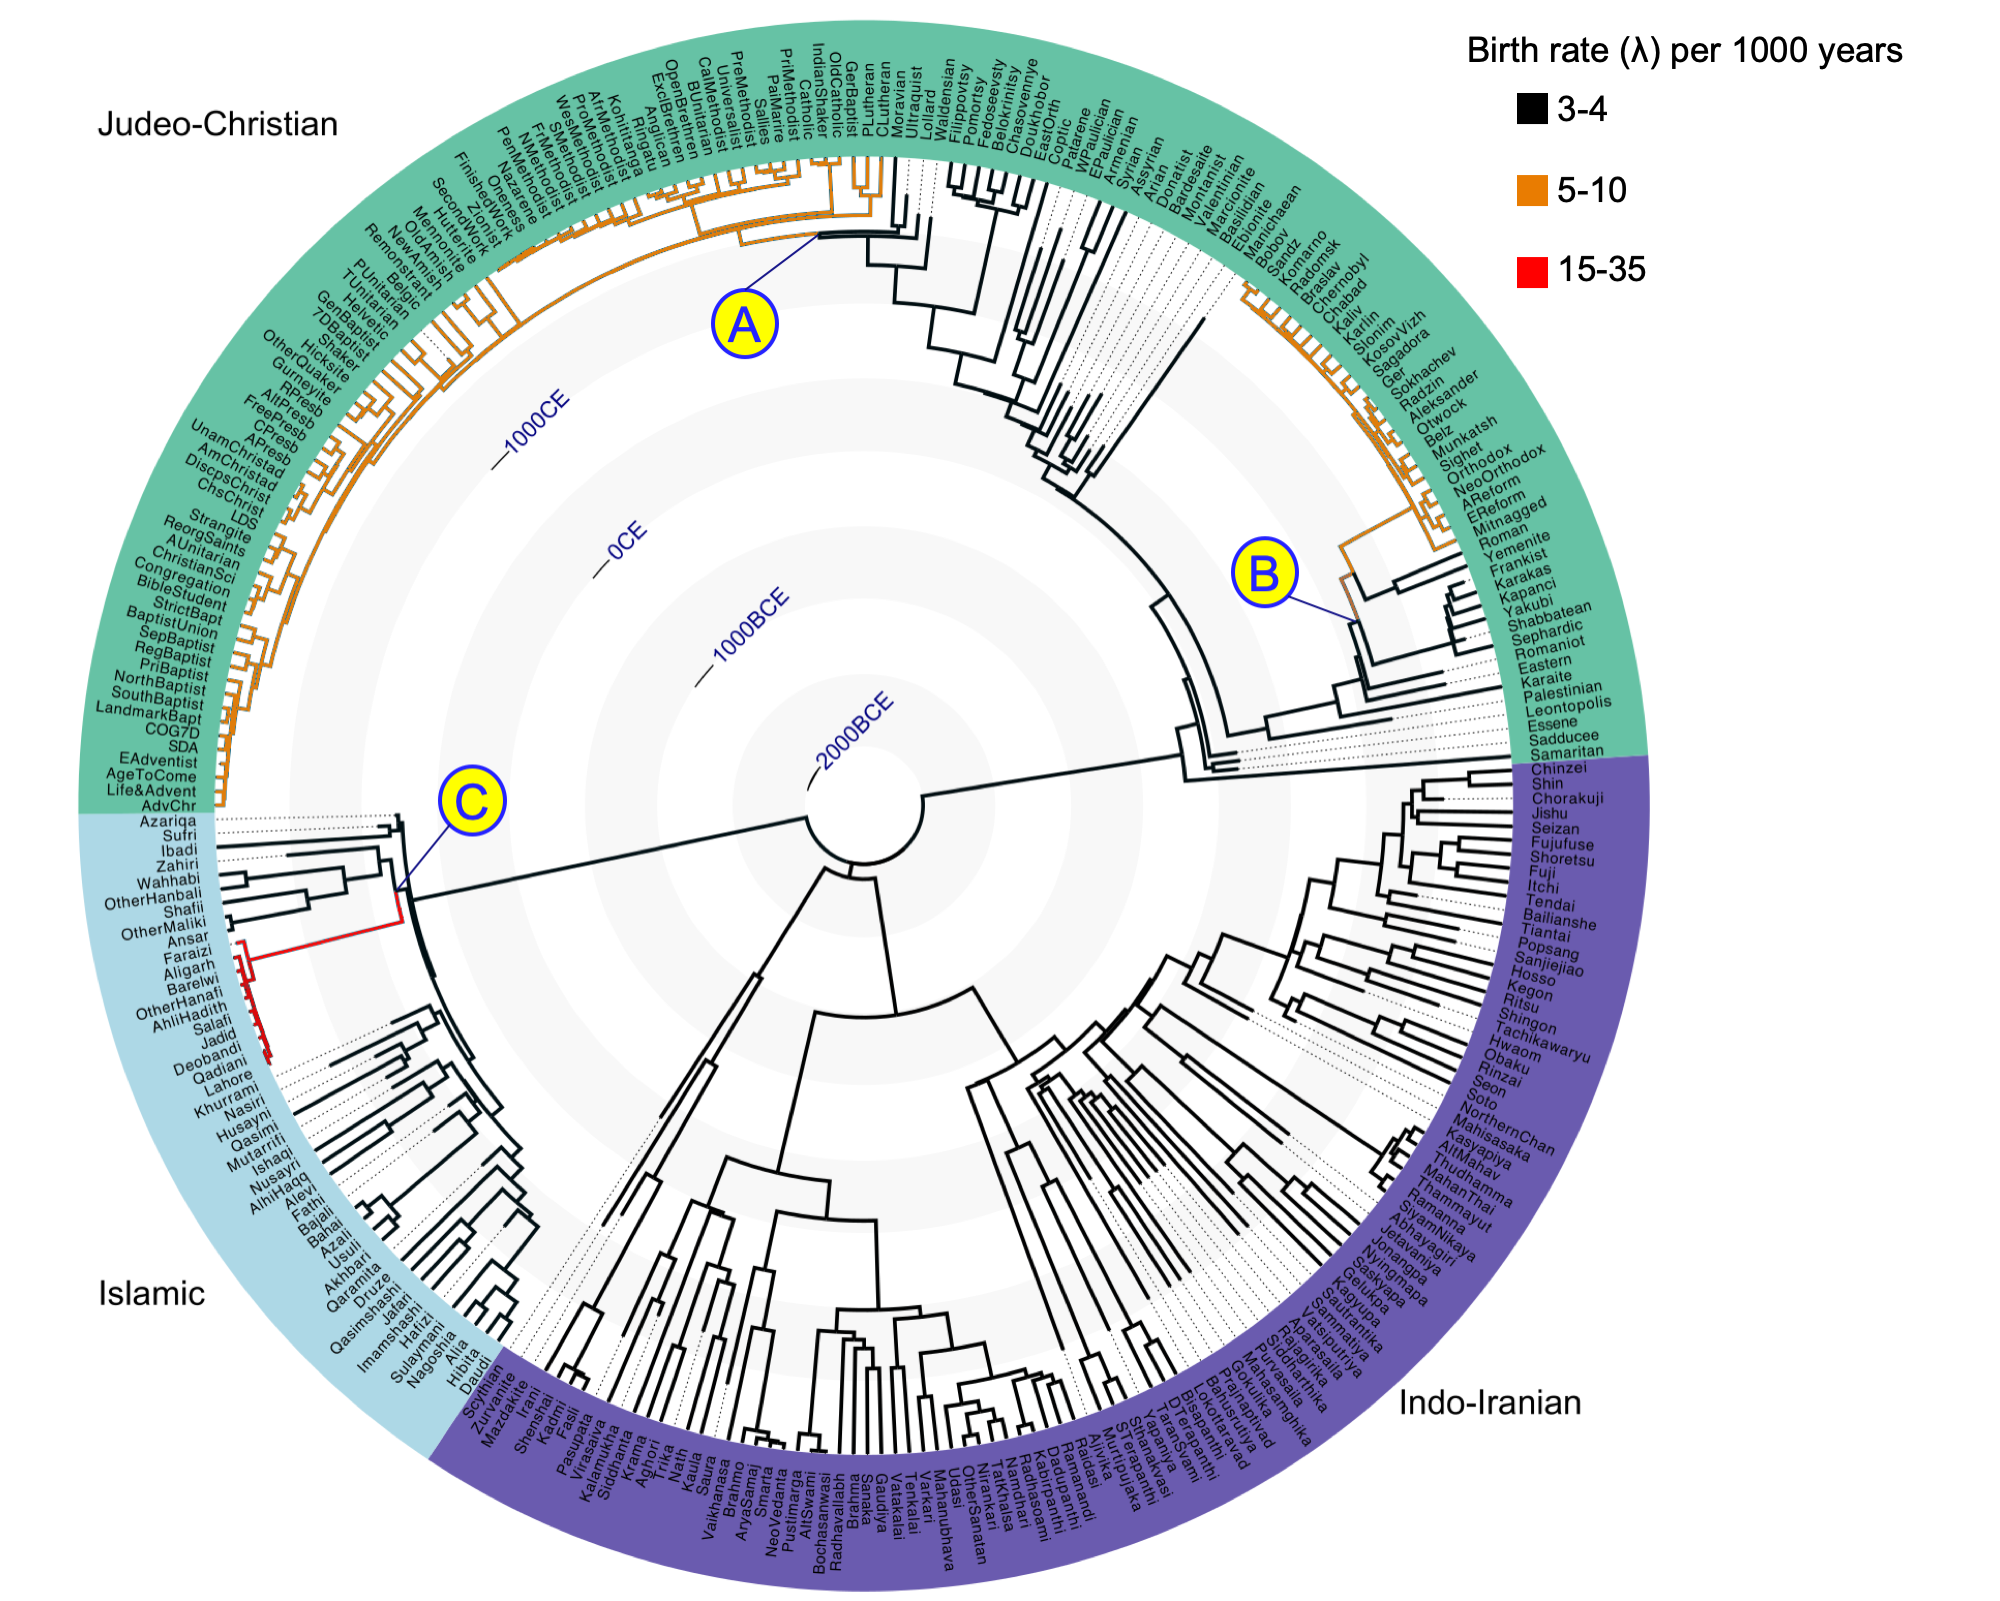 Birth rate (λ) per 1000 years
3-4
5-10
15-35
Judeo-Christian
Islamic
Indo-Iranian
A
B
C
1000CE
0CE
1000BCE
2000BCE
AdvChr
Life&Advent
AgeToCome
EAdventist
SDA
COG7D
LandmarkBapt
SouthBaptist
NorthBaptist
PriBaptist
RegBaptist
SepBaptist
BaptistUnion
StrictBapt
BibleStudent
Congregation
ChristianSci
AUnitarian
ReorgSaints
Strangite
LDS
ChsChrist
DiscpsChrist
AmChristad
UnamChristad
APresb
CPresb
FreePresb
AltPresb
RPresb
Gurneyite
OtherQuaker
Hicksite
Shaker
7DBaptist
GenBaptist
Helvetic
TUnitarian
Belgic
PUnitarian
Remonstrant
NewAmish
OldAmish
Mennonite
Hutterite
Zionist
SecondWork
FinishedWork
Oneness
Nazarene
PenMethodist
NMethodist
FrMethodist
SMethodist
WesMethodist
ProMethodist
AfrMethodist
Kohititanga
Ringatu
Anglican
ExclBrethren
OpenBrethren
BUnitarian
CalMethodist
Universalist
PreMethodist
Sallies
PaiMarire
PriMethodist
Catholic
IndianShaker
OldCatholic
GerBaptist
PLutheran
CLutheran
Moravian
Ultraquist
Lollard
Waldensian
Filippovtsy
Pomortsy
Fedoseevsty
Belokrinitsy
Chasovennye
Doukhobor
EastOrth
Coptic
Patarene
WPaulician
EPaulician
Armenian
Syrian
Assyrian
Arian
Donatist
Bardesaite
Montanist
Valentinian
Marcionite
Basilidian
Ebionite
Manichaean
Bobov
Sandz
Komarno
Radomsk
Braslav
Chernobyl
Chabad
Kaliv
Karlin
Slonim
KosovVizh
Sagadora
Ger
Sokhachev
Radzin
Aleksander
Otwock
Belz
Munkatsh
Sighet
Orthodox
NeoOrthodox
AReform
EReform
Mitnagged
Roman
Yemenite
Frankist
Karakas
Kapanci
Yakubi
Shabbatean
Sephardic
Romaniot
Eastern
Karaite
Palestinian
Leontopolis
Essene
Sadducee
Samaritan
Chinzei
Shin
Chorakuji
Jishu
Seizan
Fujufuse
Shoretsu
Fuji
Itchi
Tendai
Bailianshe
Tiantai
Popsang
Sanjiejiao
Hosso
Kegon
Ritsu
Shingon
Tachikawaryu
Hwaom
Obaku
Rinzai
Seon
Soto
NorthernChan
Mahisasaka
Kasyapiya
AltMahav
Thudhamma
MahanThai
Thammayut
Ramanna
SiyamNikaya
Abhayagiri
Jetavaniya
Jonangpa
Nyingmapa
Saskyapa
Gelukpa
Kagyupa
Sautrantika
Sammatiya
Vatsiputriya
Aparasaila
Rajagirika
Siddharthika
Purvasaila
Mahasamghika
Gokulika
Prajnaptivad
Bahusrutiya
Lokottaravad
Bisapanthi
DTerapanthi
TaranSvami
Yapaniya
Sthanakvasi
STerapanthi
Murtipujaka
Ajivika
Raidasi
Ramanandi
Dadupanthi
Kabirpanthi
Radhasoami
Namdhari
TatKhalsa
Nirankari
OtherSanatan
Udasi
Mahanubhava
Varkari
Tenkalai
Vatakalai
Gaudiya
Sanaka
Brahma
Radhavallabh
Bochasanwasi
AltSwami
Pustimarga
NeoVedanta
Smarta
AryaSamaj
Brahmo
Vaikhanasa
Saura
Kaula
Nath
Trika
Aghori
Krama
Siddhanta
Kalamukha
Virasaiva
Pasupata
Fasli
Kadmi
Shenshai
Irani
Mazdakite
Zurvanite
Scythian
Daudi
Hibita
Alia
Nagoshia
Sulaymani
Hafizi
Imamshashi
Jafari
Qasimshashi
Druze
Qaramita
Akhbari
Usuli
Azali
Bahai
Bajali
Fathi
Alevi
AlhiHaqq
Nusayri
Ishaqi
Mutarrifi
Qasimi
Husayni
Nasiri
Khurrami
Lahore
Qadiani
Deobandi
Jadid
Salafi
AhliHadith
OtherHanafi
Barelwi
Aligarh
Faraizi
Ansar
OtherMaliki
Shafii
OtherHanbali
Wahhabi
Zahiri
Ibadi
Sufri
Azariqa